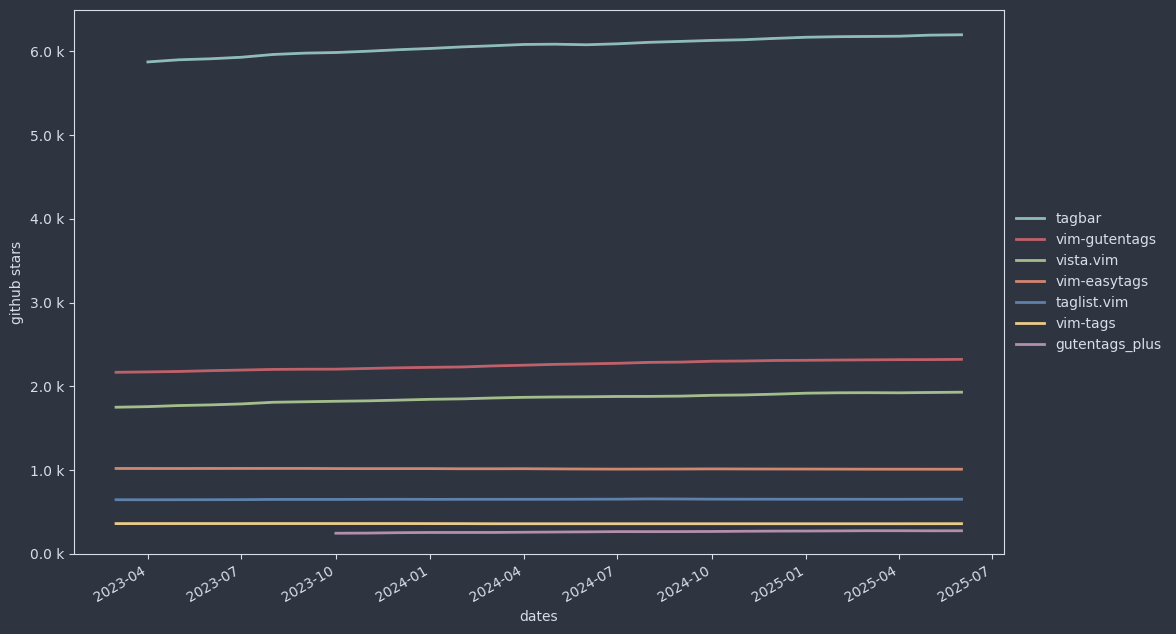 6.0 k
5.0 k
4.0 k
3.0 k
2.0 k
1.0 k
0.0 k
github stars
2023-04
2023-07
2023-10
2024-01
2024-04
2024-07
2024-10
2025-01
2025-04
2025-07
dates
tagbar
vim-gutentags
vista.vim
vim-easytags
taglist.vim
vim-tags
gutentags_plus